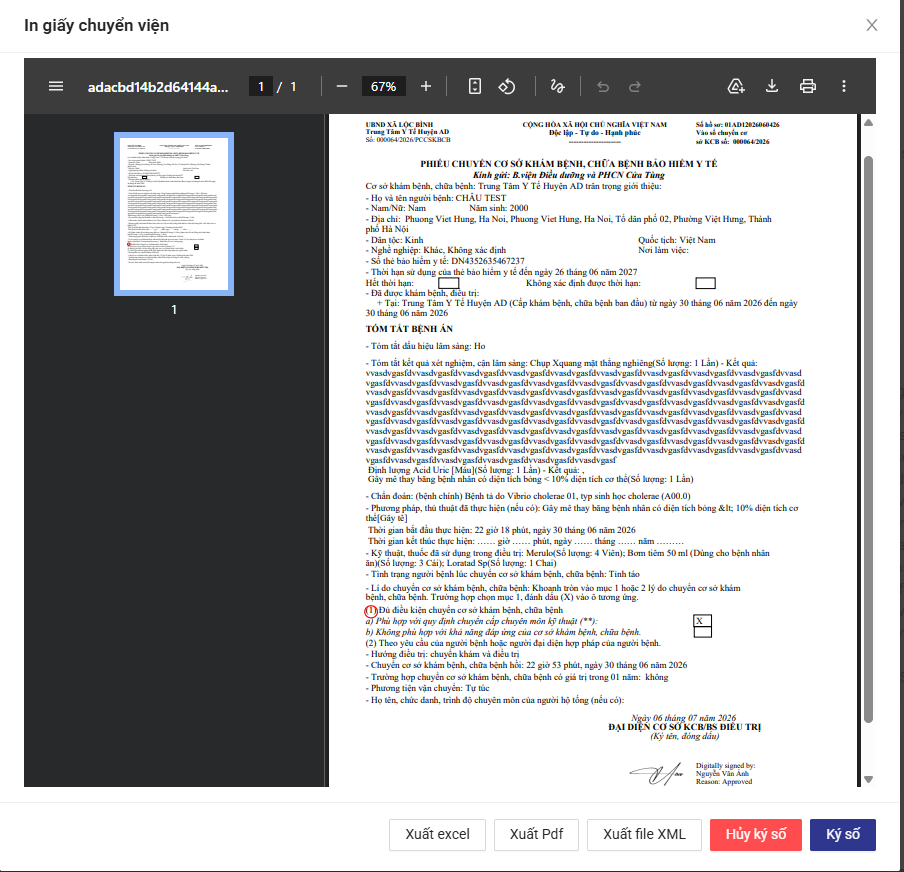 In giấy chuyển viện
adacbd14b2d64144a...
1 / 1
67%
1
UBND XÃ LỘC BÌNH
Trung Tâm Y Tế Huyện AD
Số: 000064/2026/PCCSKBCB
CỘNG HÒA XÃ HỘI CHỦ NGHĨA VIỆT NAM
Độc lập - Tự do - Hạnh phúc
Số hồ sơ: 01AD12026060426
Vào sổ chuyển cơ
sở KCB số: 000064/2026
PHIẾU CHUYỂN CƠ SỞ KHÁM BỆNH, CHỮA BỆNH BẢO HIỂM Y TẾ
Kính gửi: B.viện Điều dưỡng và PHCN Cửa Tùng
Cơ sở khám bệnh, chữa bệnh: Trung Tâm Y Tế Huyện AD trân trọng giới thiệu:
- Họ và tên người bệnh: CHÂU TEST
- Nam/Nữ: Nam Năm sinh: 2000
- Địa chỉ: Phuong Viet Hung, Ha Noi, Phuong Viet Hung, Ha Noi, Tổ dân phố 02, Phường Việt Hưng, Thành
phố Hà Nội
- Dân tộc: Kinh Quốc tịch: Việt Nam
- Nghề nghiệp: Khác, Không xác định Nơi làm việc:
- Số thẻ bảo hiểm y tế: DN4352635467237
- Thời hạn sử dụng của thẻ bảo hiểm y tế đến ngày 26 tháng 06 năm 2027
Hết thời hạn: Không xác định được thời hạn:
- Đã được khám bệnh, điều trị:
+ Tại: Trung Tâm Y Tế Huyện AD (Cấp khám bệnh, chữa bệnh ban đầu) từ ngày 30 tháng 06 năm 2026 đến ngày
30 tháng 06 năm 2026
TÓM TẮT BỆNH ÁN
- Tóm tắt dấu hiệu lâm sàng: Ho
- Tóm tắt kết quả xét nghiệm, cận lâm sàng: Chụp Xquang mặt thẳng nghiêng(Số lượng: 1 Lần) - Kết quả:
vvasdvgasfdvvasdvgasfdvvasdvgasfdvvasdvgasfdvvasdvgasfdvvasdvgasfdvvasdvgasfdvvasdvgasfdvvasd
vgasfdvvasdvgasfdvvasdvgasfdvvasdvgasfdvvasdvgasfdvvasdvgasfdvvasdvgasfdvvasdvgasfdvvasdvgasfd
vvasdvgasfdvvasdvgasfdvvasdvgasfdvvasdvgasfdvvasdvgasfdvvasdvgasfdvvasdvgasfdvvasdvgasfdvvasd
vgasfdvvasdvgasfdvvasdvgasfdvvasdvgasfdvvasdvgasfdvvasdvgasfdvvasdvgasfdvvasdvgasfdvvasdvgasfd
vvasdvgasfdvvasdvgasfdvvasdvgasfdvvasdvgasfdvvasdvgasfdvvasdvgasfdvvasdvgasfdvvasdvgasfdvvasd
vgasfdvvasdvgasfdvvasdvgasfdvvasdvgasfdvvasdvgasfdvvasdvgasfdvvasdvgasfdvvasdvgasfdvvasdvgasfd
vvasdvgasfdvvasdvgasfdvvasdvgasfdvvasdvgasfdvvasdvgasfdvvasdvgasfdvvasdvgasfdvvasdvgasfdvvasd
vgasfdvvasdvgasfdvvasdvgasfdvvasdvgasfdvvasdvgasfdvvasdvgasfdvvasdvgasfdvvasdvgasfdvvasdvgasfd
vvasdvgasfdvvasdvgasfdvvasdvgasfdvvasdvgasfdvvasdvgasfdvvasdvgasfdvvasdvgasfdvvasdvgasfdvvasd
vgasfdvvasdvgasfdvvasdvgasfdvvasdvgasfdvvasdvgasfdvvasdvgasf
Định lượng Acid Uric [Máu](Số lượng: 1 Lần) - Kết quả: ,
Gây mê thay băng bệnh nhân có diện tích bỏng < 10% diện tích cơ thể(Số lượng: 1 Lần)
- Chẩn đoán: (bệnh chính) Bệnh tả do Vibrio cholerae 01, typ sinh học cholerae (A00.0)
- Phương pháp, thủ thuật đã thực hiện (nếu có): Gây mê thay băng bệnh nhân có diện tích bỏng &lt; 10% diện tích cơ
thể[Gây tê]
Thời gian bắt đầu thực hiện: 22 giờ 18 phút, ngày 30 tháng 06 năm 2026
Thời gian kết thúc thực hiện: ...... giờ ...... phút, ngày ...... tháng ...... năm .........
- Kỹ thuật, thuốc đã sử dụng trong điều trị: Merulo(Số lượng: 4 Viên); Bơm tiêm 50 ml (Dùng cho bệnh nhân
ăn)(Số lượng: 3 Cái); Loratad Sp(Số lượng: 1 Chai)
- Tình trạng người bệnh lúc chuyển cơ sở khám bệnh, chữa bệnh: Tỉnh táo
- Lí do chuyển cơ sở khám bệnh, chữa bệnh: Khoanh tròn vào mục 1 hoặc 2 lý do chuyển cơ sở khám
bệnh, chữa bệnh. Trường hợp chọn mục 1, đánh dấu (X) vào ô tương ứng.
(1) Đủ điều kiện chuyển cơ sở khám bệnh, chữa bệnh
a) Phù hợp với quy định chuyển cấp chuyên môn kỹ thuật (**): X
b) Không phù hợp với khả năng đáp ứng của cơ sở khám bệnh, chữa bệnh.
(2) Theo yêu cầu của người bệnh hoặc người đại diện hợp pháp của người bệnh.
- Hướng điều trị: chuyển khám và điều trị
- Chuyển cơ sở khám bệnh, chữa bệnh hồi: 22 giờ 53 phút, ngày 30 tháng 06 năm 2026
- Trường hợp chuyển cơ sở khám bệnh, chữa bệnh có giá trị trong 01 năm: không
- Phương tiện vận chuyển: Tự túc
- Họ tên, chức danh, trình độ chuyên môn của người hộ tống (nếu có):
Ngày 06 tháng 07 năm 2026
ĐẠI DIỆN CƠ SỞ KCB/BS ĐIỀU TRỊ
(Ký tên, đóng dấu)
Digitally signed by:
Nguyễn Văn Ánh
Reason: Approved
Xuất excel
Xuất Pdf
Xuất file XML
Hủy ký số
Ký số